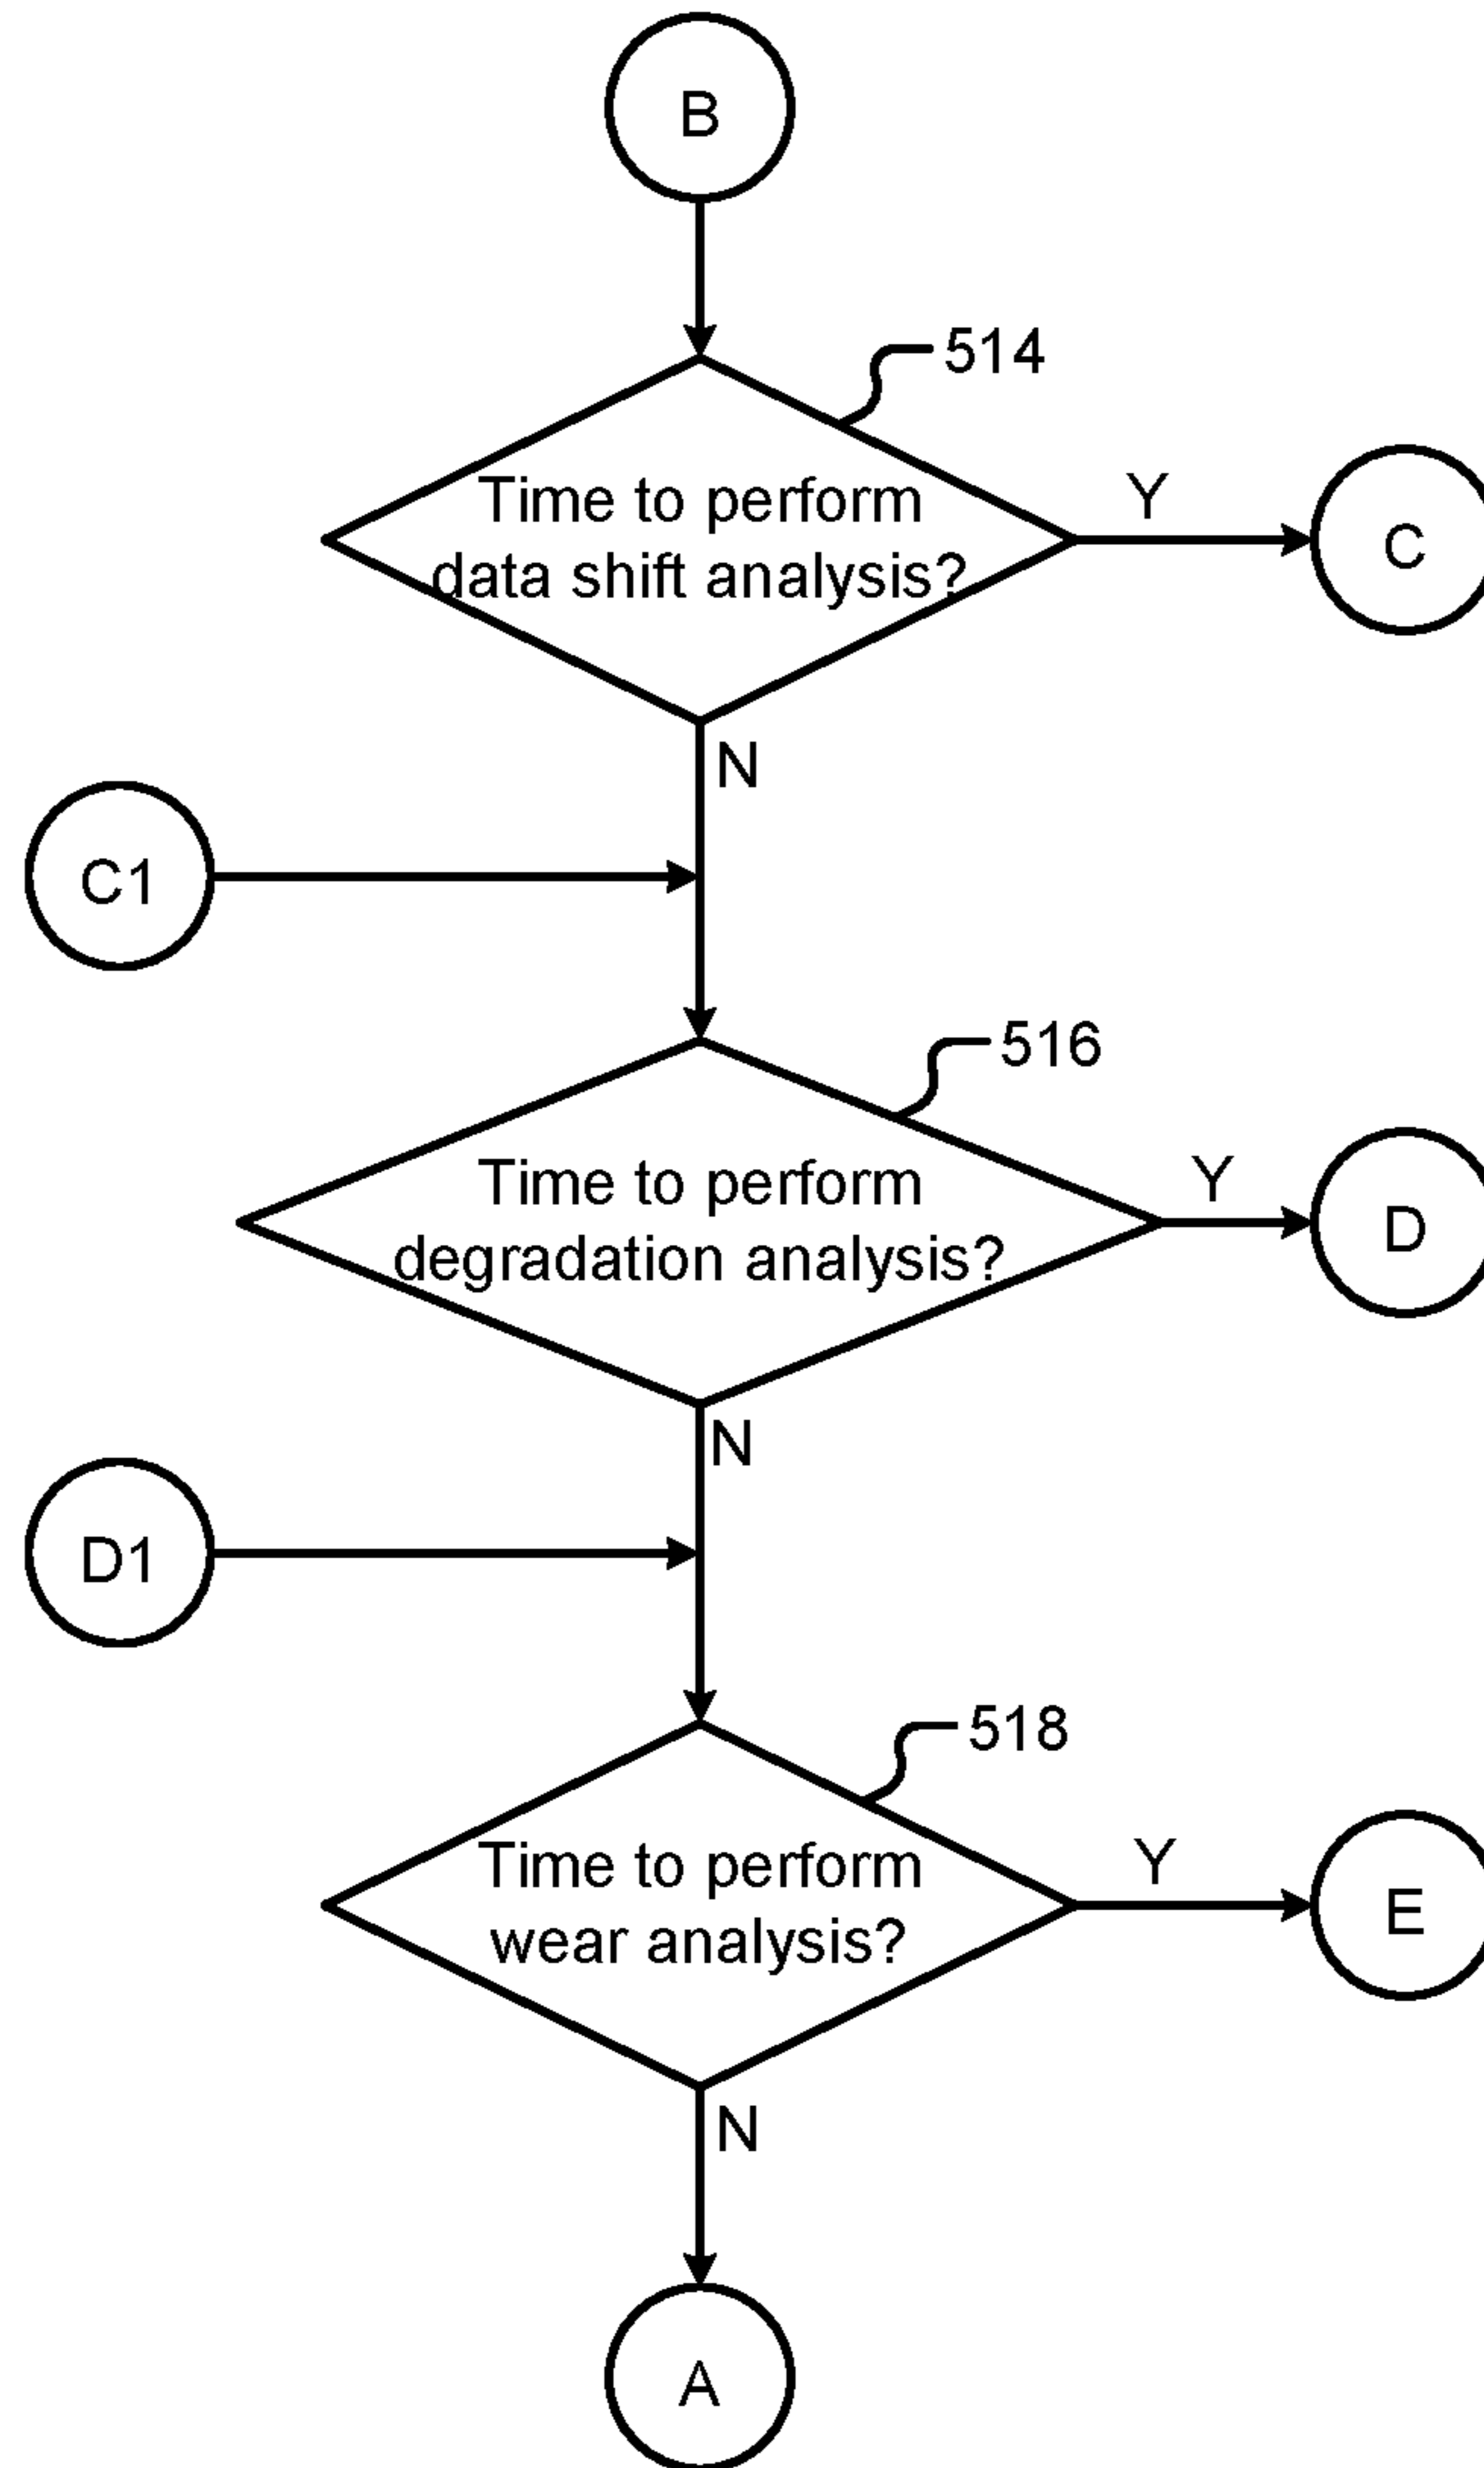 B
514
Time to perform
data shift analysis?
Y
C
N
C1
516
Time to perform
degradation analysis?
Y
D
N
D1
518
Time to perform
wear analysis?
Y
E
N
A